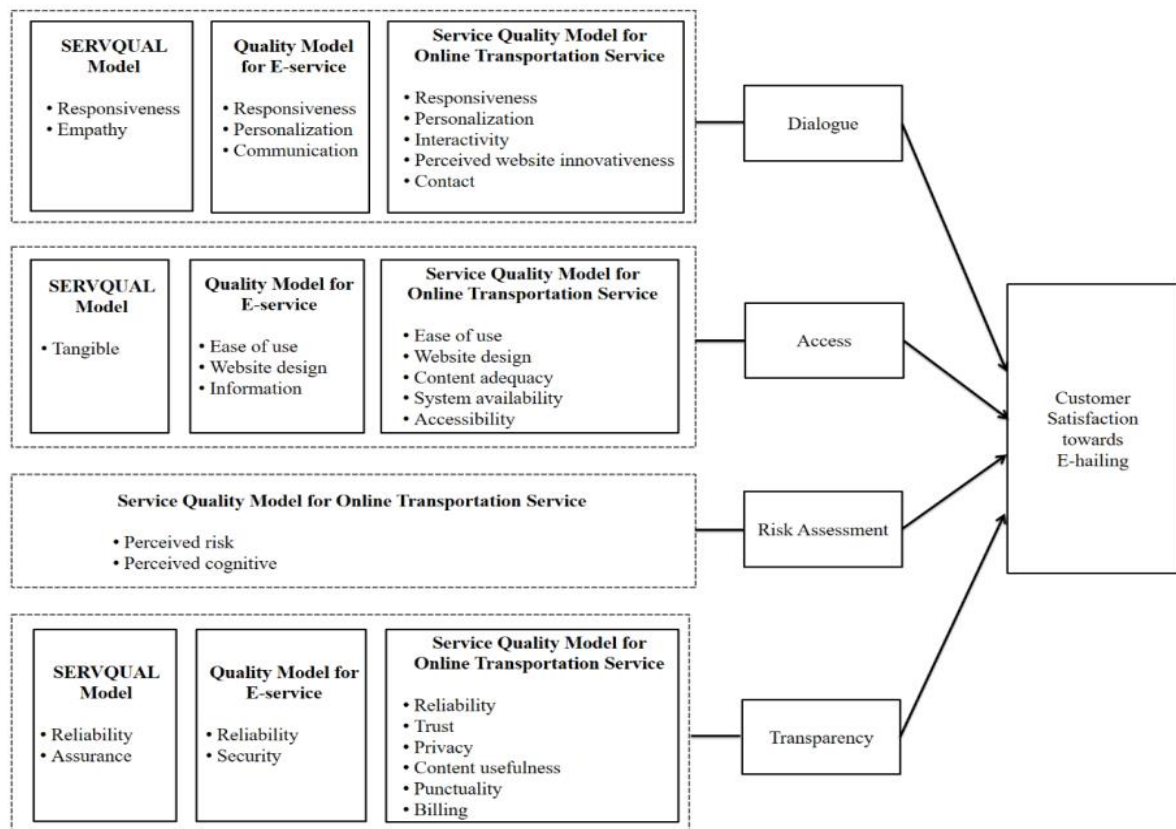 SERVQUAL
Model
• Responsiveness
• Empathy
Quality Model
for E-service
• Responsiveness
• Personalization
• Communication
Service Quality Model for
Online Transportation Service
• Responsiveness
• Personalization
• Interactivity
• Perceived website innovativeness
• Contact
Dialogue
SERVQUAL
Model
• Tangible
Quality Model for
E-service
• Ease of use
• Website design
• Information
Service Quality Model for
Online Transportation Service
• Ease of use
• Website design
• Content adequacy
• System availability
• Accessibility
Access
Service Quality Model for Online Transportation Service
• Perceived risk
• Perceived cognitive
Risk Assessment
SERVQUAL
Model
• Reliability
• Assurance
Quality Model for
E-service
• Reliability
• Security
Service Quality Model for
Online Transportation Service
• Reliability
• Trust
• Privacy
• Content usefulness
• Punctuality
• Billing
Transparency
Customer
Satisfaction
towards
E-hailing